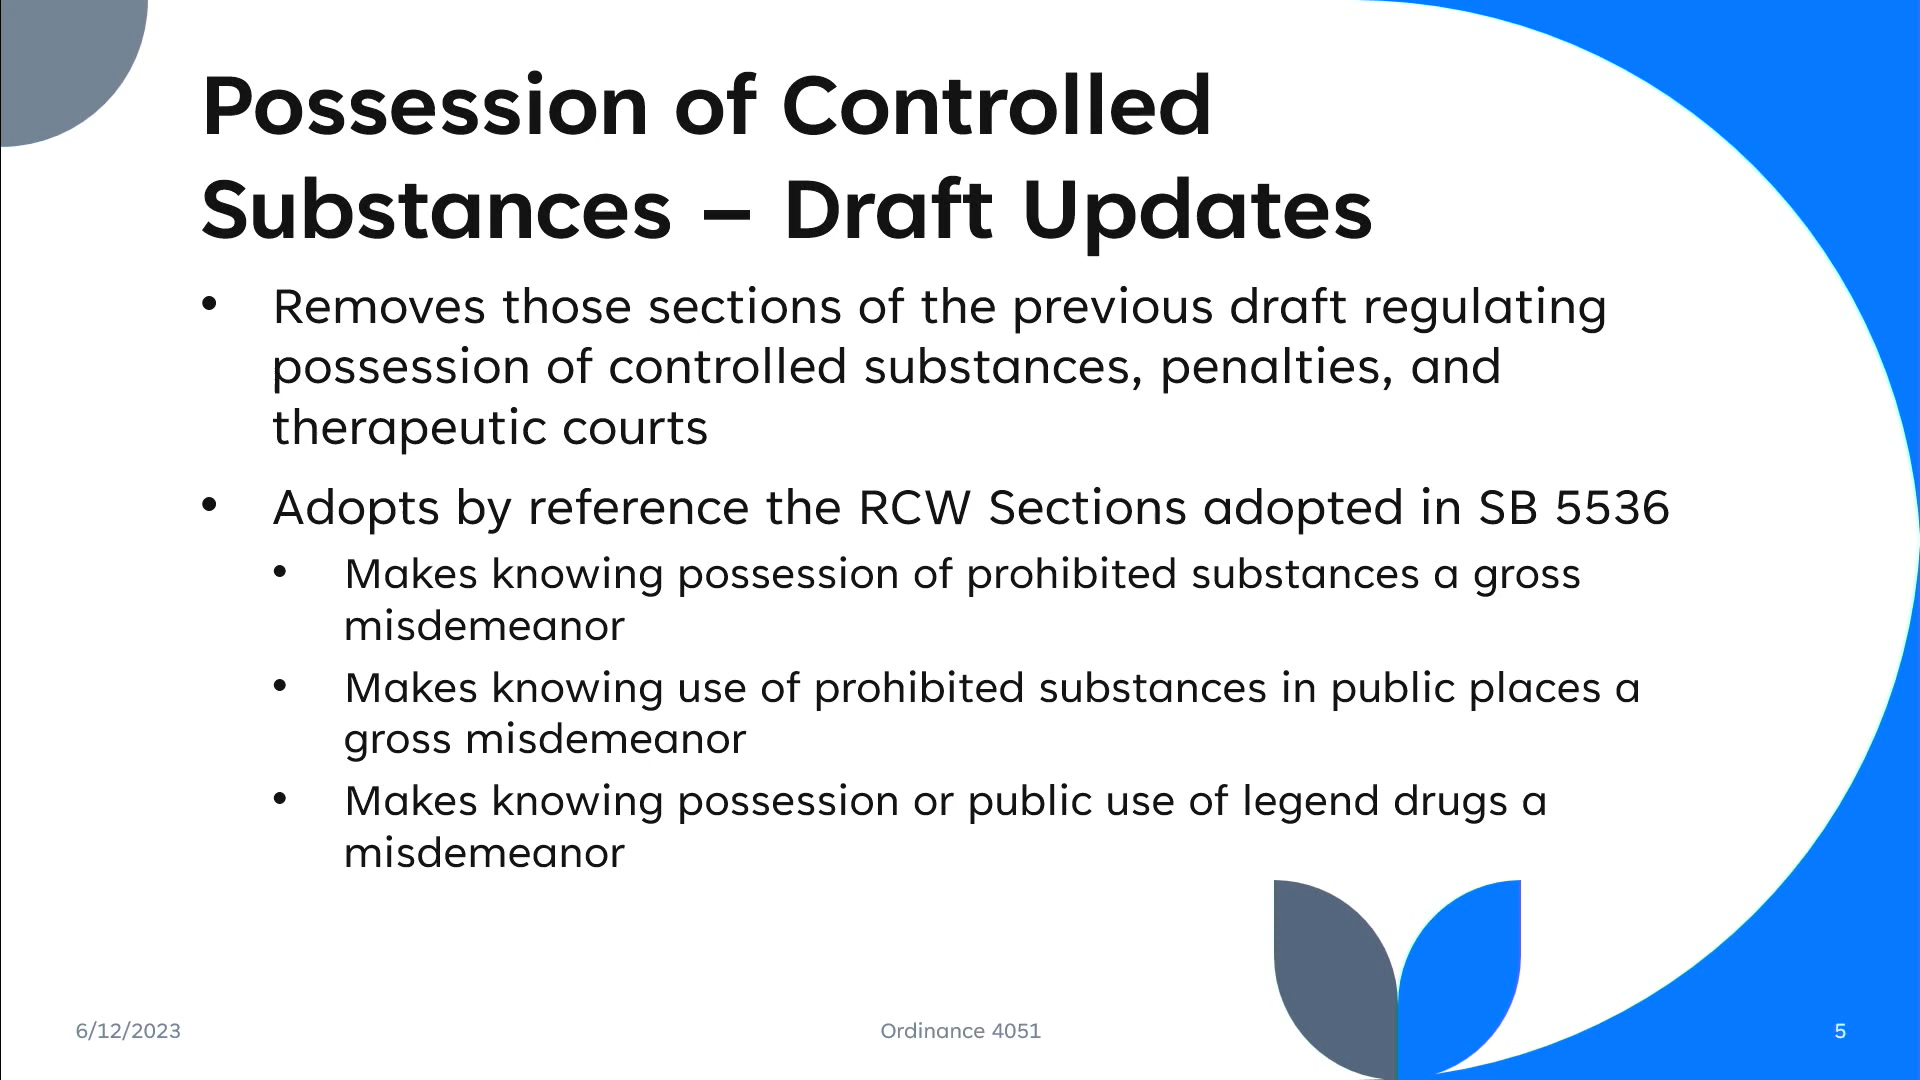 Possession of Controlled
Substances – Draft Updates
• Removes those sections of the previous draft regulating
possession of controlled substances, penalties, and
therapeutic courts
• Adopts by reference the RCW Sections adopted in SB 5536
• Makes knowing possession of prohibited substances a gross
misdemeanor
• Makes knowing use of prohibited substances in public places a
gross misdemeanor
• Makes knowing possession or public use of legend drugs a
misdemeanor
6/12/2023
Ordinance 4051
5